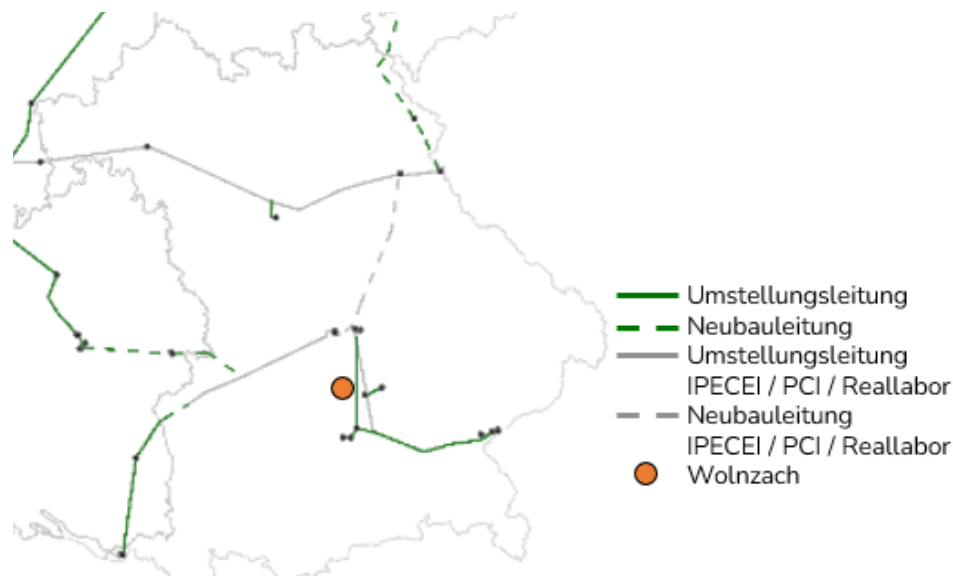 Umstellungsleitung
Neubauleitung
Umstellungsleitung
IPECEI / PCI / Reallabor
Neubauleitung
IPECEI / PCI / Reallabor
Wolnzach